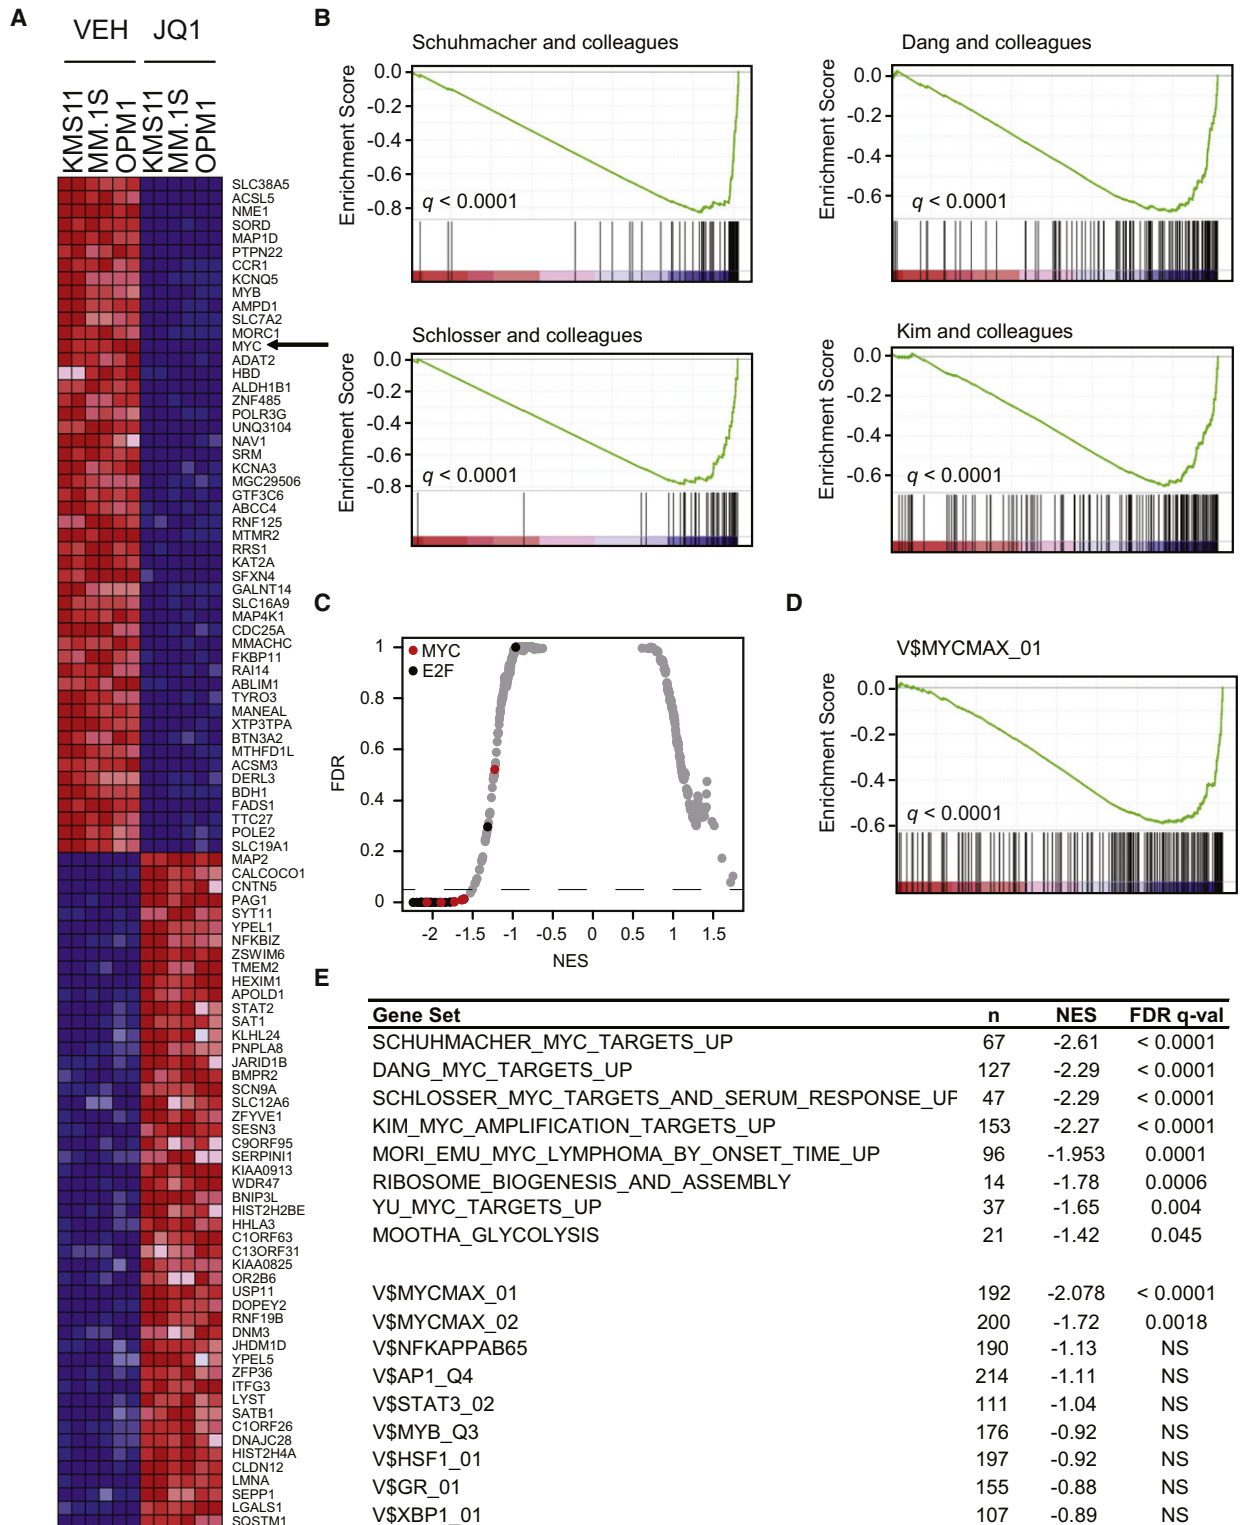 A
VEH JQ1
KMS11
MM.1S
OPM1
KMS11
MM.1S
OPM1
SLC38A5
ACSL5
NME1
SORD
MAP1D
PTPN22
CCR1
KCNQ5
MYB
AMPD1
SLC7A2
MORC1
MYC
ADAT2
HBD
ALDH1B1
ZNF485
POLR3G
UNQ3104
NAV1
SRM
KCNA3
MGC29506
GTF3C6
ABCC4
RNF125
MTMR2
RRS1
KAT2A
SFXN4
GALNT14
SLC16A9
MAP4K1
CDC25A
MMACHC
FKBP11
RAI14
ABLIM1
TYRO3
MANEAL
XTP3TPA
BTN3A2
MTHFD1L
ACSM3
DERL3
BDH1
FADS1
TTC27
POLE2
SLC19A1
MAP2
CALCOCO1
CNTN5
PAG1
SYT11
YPEL1
NFKBIZ
ZSWIM6
TMEM2
HEXIM1
APOLD1
STAT2
SAT1
KLHL24
PNPLA8
JARID1B
BMPR2
SCN9A
SLC12A6
ZFYVE1
SESN3
C9ORF95
SERPINI1
KIAA0913
WDR47
BNIP3L
HIST2H2BE
HHLA3
C1ORF63
C13ORF31
KIAA0825
OR2B6
USP11
DOPEY2
RNF19B
DNM3
JHDM1D
YPEL5
ZFP36
ITFG3
LYST
SATB1
C1ORF26
DNAJC28
HIST2H4A
CLDN12
LMNA
SEPP1
LGALS1
SQSTM1
B
Schuhmacher and colleagues
Enrichment Score
0.0
-0.2
-0.4
-0.6
-0.8
q < 0.0001
Dang and colleagues
Enrichment Score
0.0
-0.2
-0.4
-0.6
q < 0.0001
Schlosser and colleagues
Enrichment Score
0.0
-0.2
-0.4
-0.6
-0.8
q < 0.0001
Kim and colleagues
Enrichment Score
0.0
-0.2
-0.4
-0.6
q < 0.0001
C
FDR
1
0.8
0.6
0.4
0.2
0
MYC
E2F
-2 -1.5 -1 -0.5 0 0.5 1 1.5
NES
D
V$MYCMAX_01
Enrichment Score
0.0
-0.2
-0.4
-0.6
q < 0.0001
E
Gene Set n NES FDR q-val
SCHUHMACHER_MYC_TARGETS_UP 67 -2.61 < 0.0001
DANG_MYC_TARGETS_UP 127 -2.29 < 0.0001
SCHLOSSER_MYC_TARGETS_AND_SERUM_RESPONSE_UP 47 -2.29 < 0.0001
KIM_MYC_AMPLIFICATION_TARGETS_UP 153 -2.27 < 0.0001
MORI_EMU_MYC_LYMPHOMA_BY_ONSET_TIME_UP 96 -1.953 0.0001
RIBOSOME_BIOGENESIS_AND_ASSEMBLY 14 -1.78 0.0006
YU_MYC_TARGETS_UP 37 -1.65 0.004
MOOTHA_GLYCOLYSIS 21 -1.42 0.045
V$MYCMAX_01 192 -2.078 < 0.0001
V$MYCMAX_02 200 -1.72 0.0018
V$NFKAPPAB65 190 -1.13 NS
V$AP1_Q4 214 -1.11 NS
V$STAT3_02 111 -1.04 NS
V$MYB_Q3 176 -0.92 NS
V$HSF1_01 197 -0.92 NS
V$GR_01 155 -0.88 NS
V$XBP1_01 107 -0.89 NS